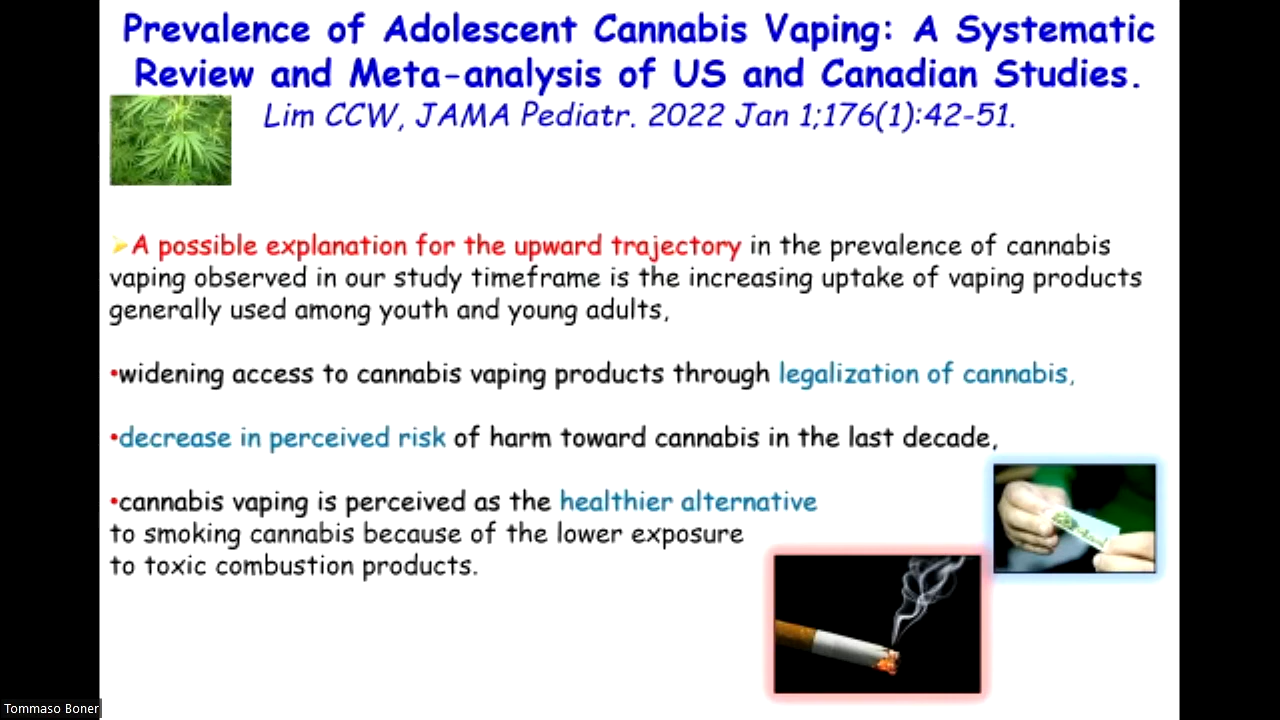 Prevalence of Adolescent Cannabis Vaping: A Systematic
Review and Meta-analysis of US and Canadian Studies.
Lim CCW, JAMA Pediatr. 2022 Jan 1;176(1):42-51.
➢A possible explanation for the upward trajectory in the prevalence of cannabis
vaping observed in our study timeframe is the increasing uptake of vaping products
generally used among youth and young adults,
•widening access to cannabis vaping products through legalization of cannabis,
•decrease in perceived risk of harm toward cannabis in the last decade,
•cannabis vaping is perceived as the healthier alternative
to smoking cannabis because of the lower exposure
to toxic combustion products.
Tommaso Boner